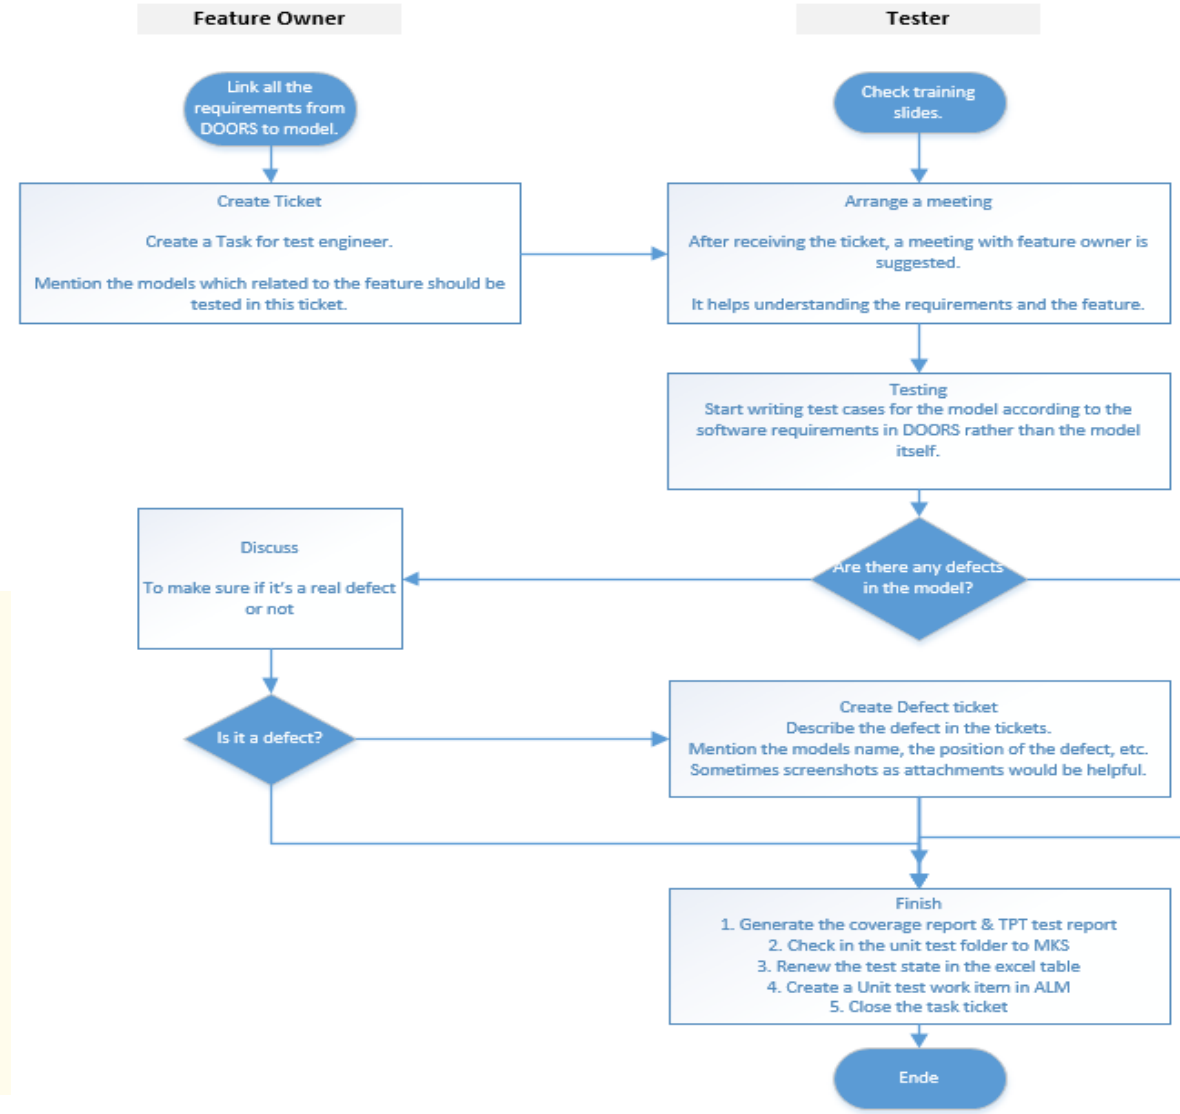 Feature Owner
Tester
Link all the
requirements from
DOORS to model.
Check training
slides.
Create Ticket
Create a Task for test engineer.
Mention the models which related to the feature should be
tested in this ticket.
Arrange a meeting
After receiving the ticket, a meeting with feature owner is
suggested.
It helps understanding the requirements and the feature.
Testing
Start writing test cases for the model according to the
software requirements in DOORS rather than the model
itself.
Discuss
To make sure if it's a real defect
or not
Are there any defects
in the model?
Is it a defect?
Create Defect ticket
Describe the defect in the tickets.
Mention the models name, the position of the defect, etc.
Sometimes screenshots as attachments would be helpful.
Finish
1. Generate the coverage report & TPT test report
2. Check in the unit test folder to MKS
3. Renew the test state in the excel table
4. Create a Unit test work item in ALM
5. Close the task ticket
Ende